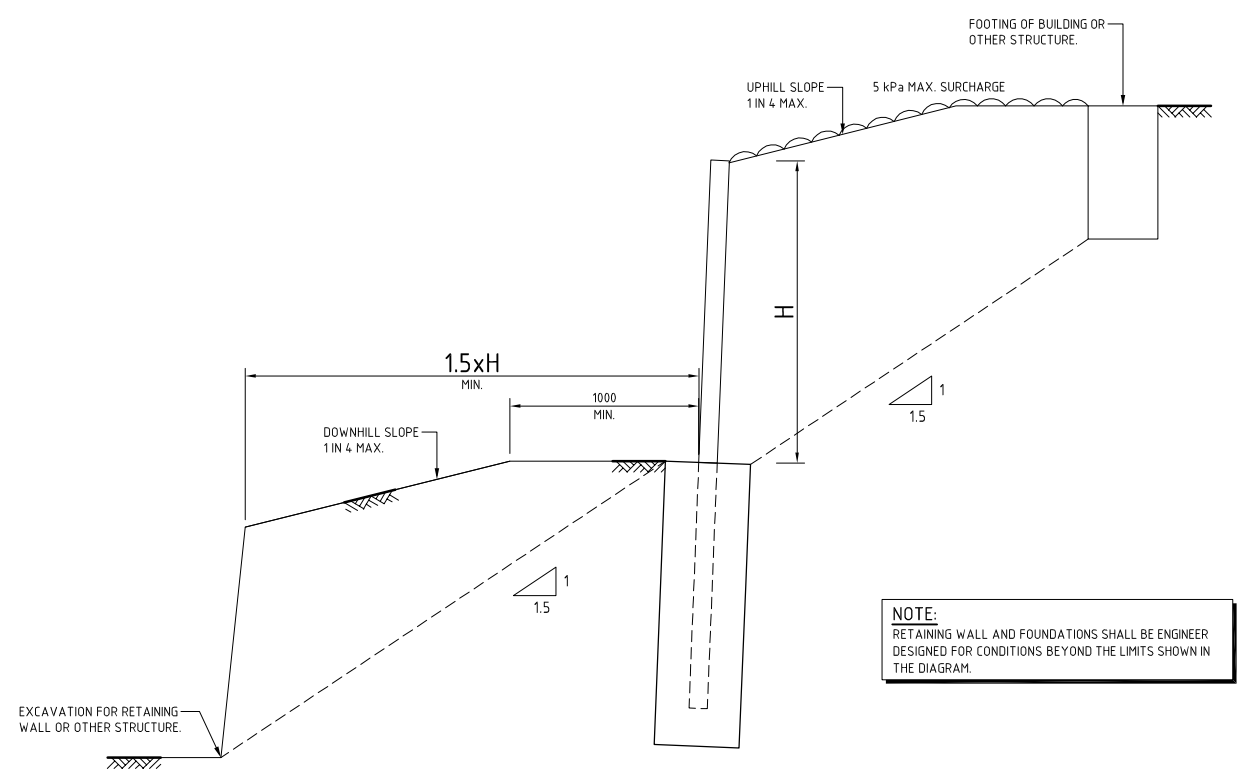 FOOTING OF BUILDING OR
OTHER STRUCTURE.
UPHILL SLOPE
1 IN 4 MAX.
5 kPa MAX. SURCHARGE
H
1.5xH
MIN.
1000
MIN.
1
1.5
DOWNHILL SLOPE
1 IN 4 MAX.
1
1.5
NOTE:
RETAINING WALL AND FOUNDATIONS SHALL BE ENGINEER
DESIGNED FOR CONDITIONS BEYOND THE LIMITS SHOWN IN
THE DIAGRAM.
EXCAVATION FOR RETAINING
WALL OR OTHER STRUCTURE.